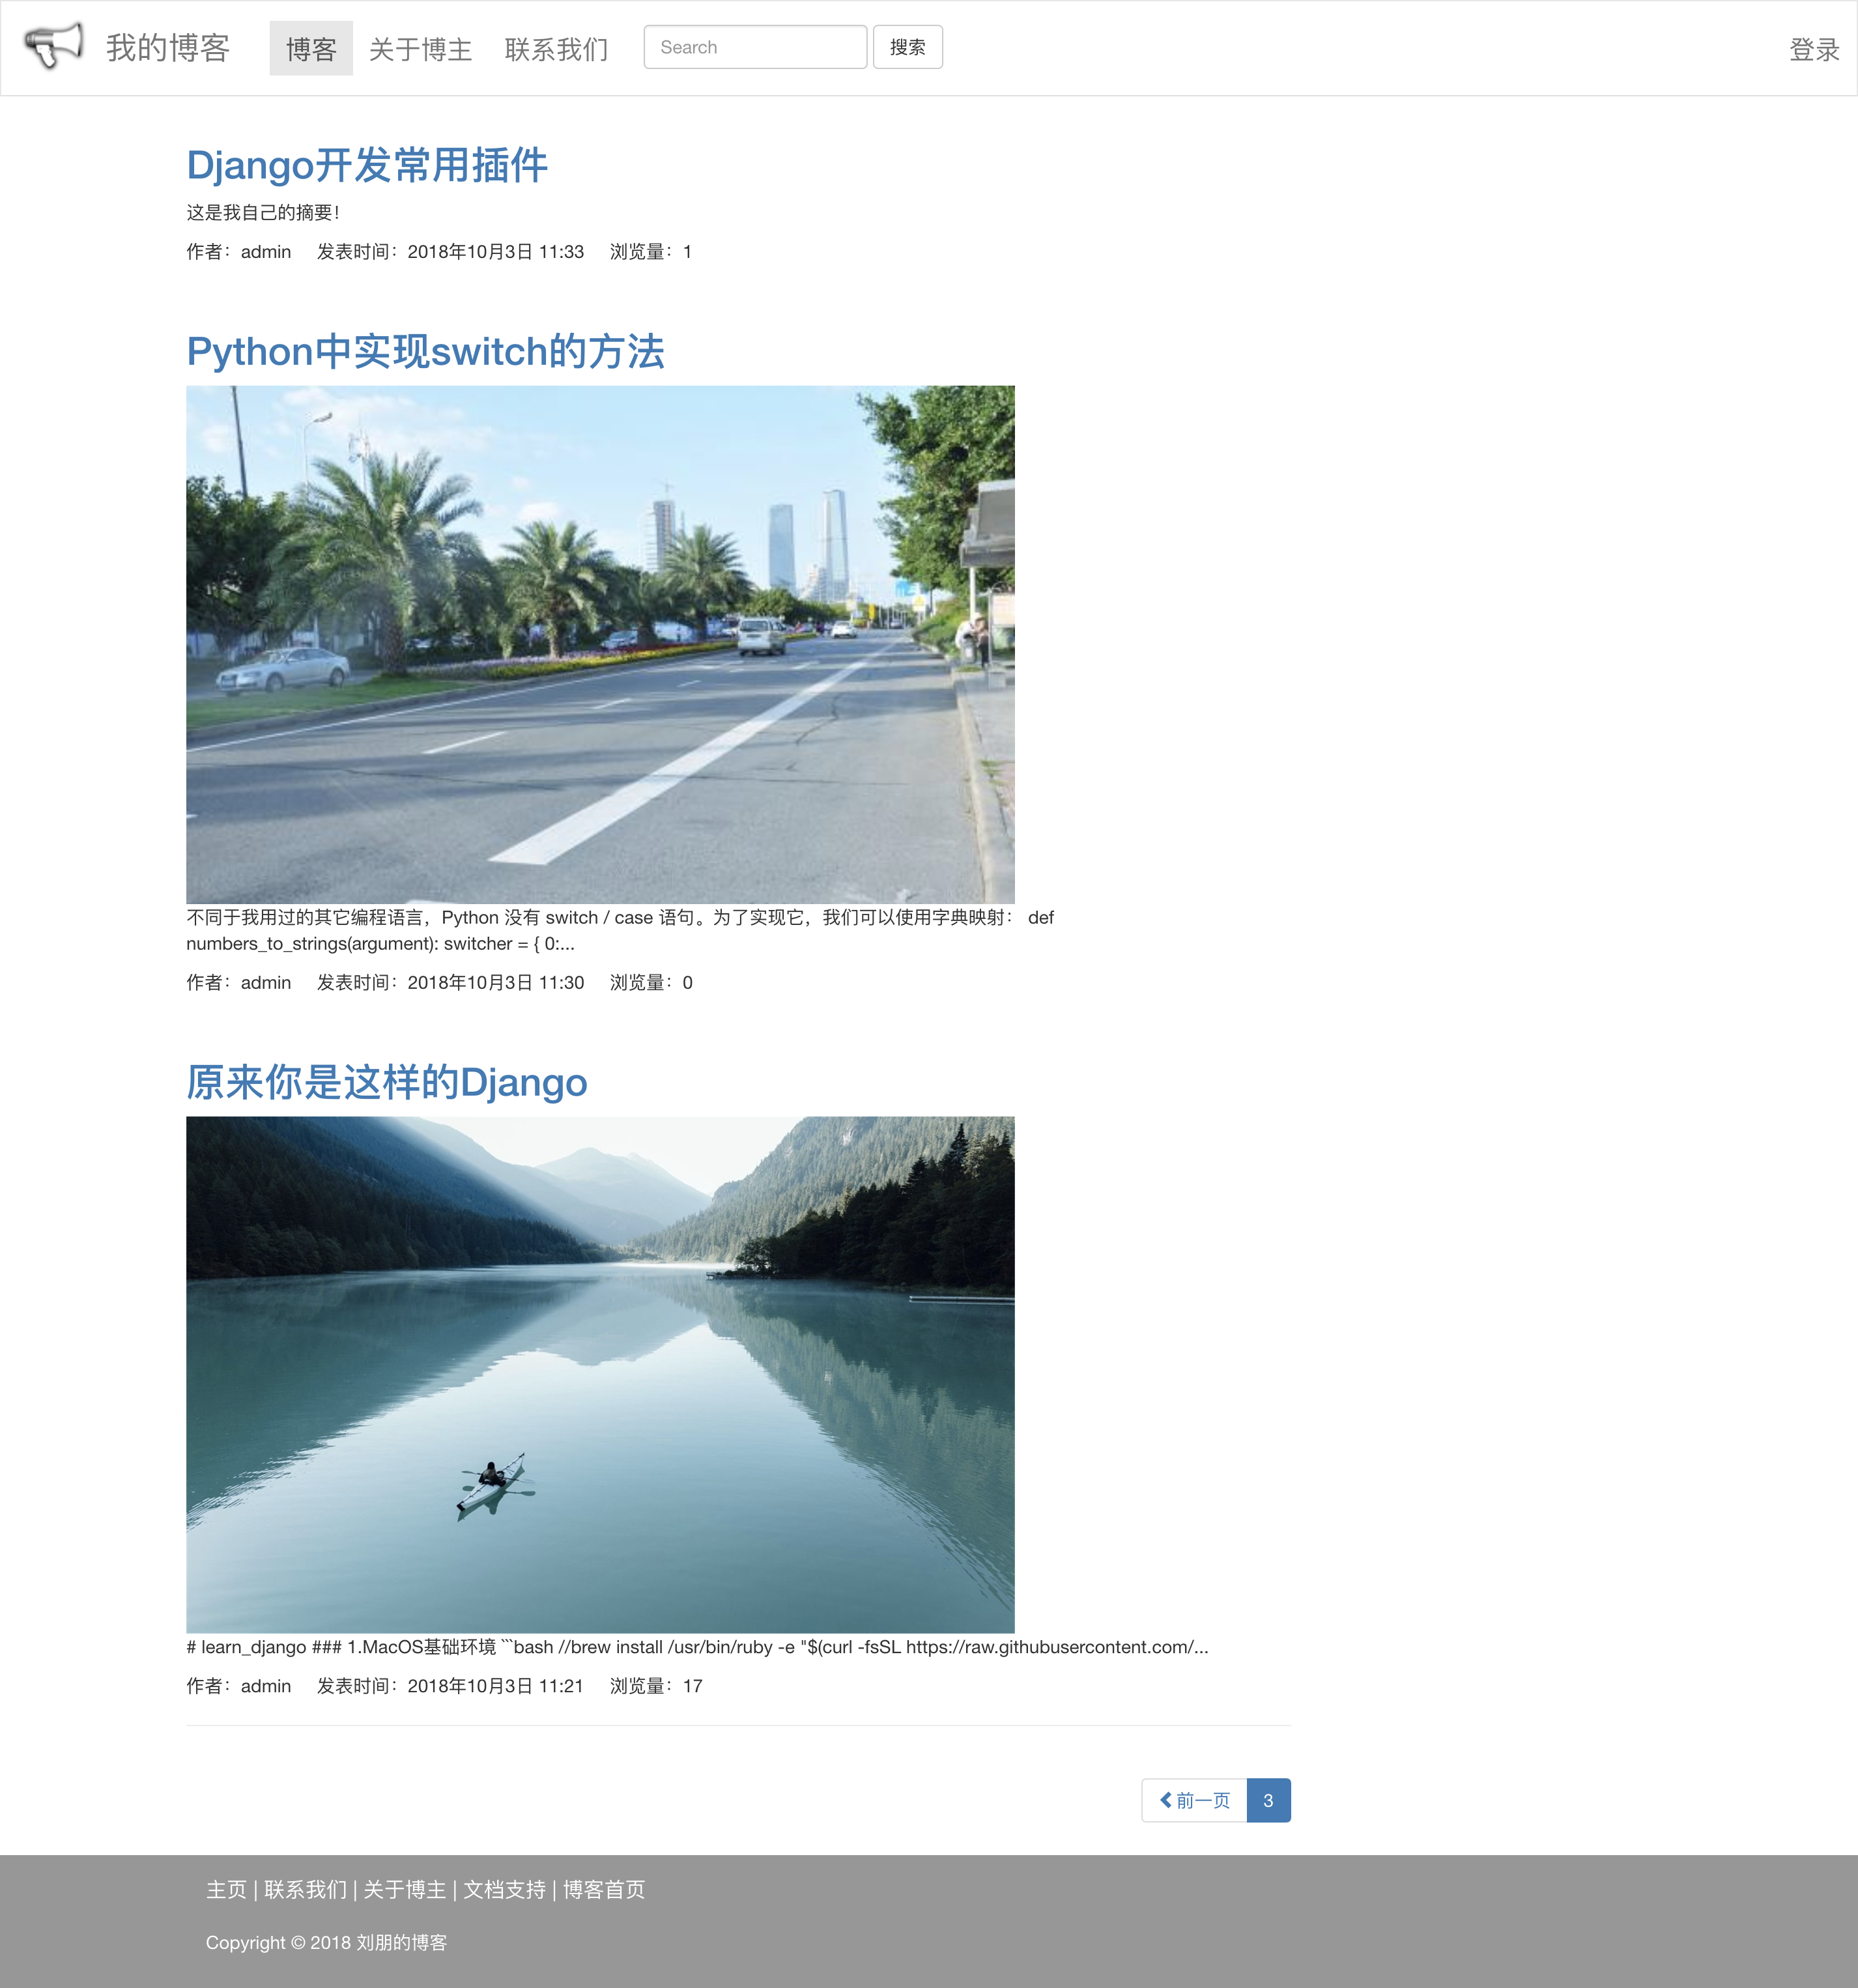 我的博客 博客 关于博主 联系我们 Search 搜索 登录
Django开发常用插件
这是我自己的摘要！
作者：admin 发表时间：2018年10月3日 11:33 浏览量：1
Python中实现switch的方法
不同于我用过的其它编程语言，Python 没有 switch / case 语句。为了实现它，我们可以使用字典映射： def
numbers_to_strings(argument): switcher = { 0:...
作者：admin 发表时间：2018年10月3日 11:30 浏览量：0
原来你是这样的Django
# learn_django ### 1.MacOS基础环境 ```bash //brew install /usr/bin/ruby -e "$(curl -fsSL https://raw.githubusercontent.com/...
作者：admin 发表时间：2018年10月3日 11:21 浏览量：17
前一页 3
主页 | 联系我们 | 关于博主 | 文档支持 | 博客首页
Copyright © 2018 刘朋的博客